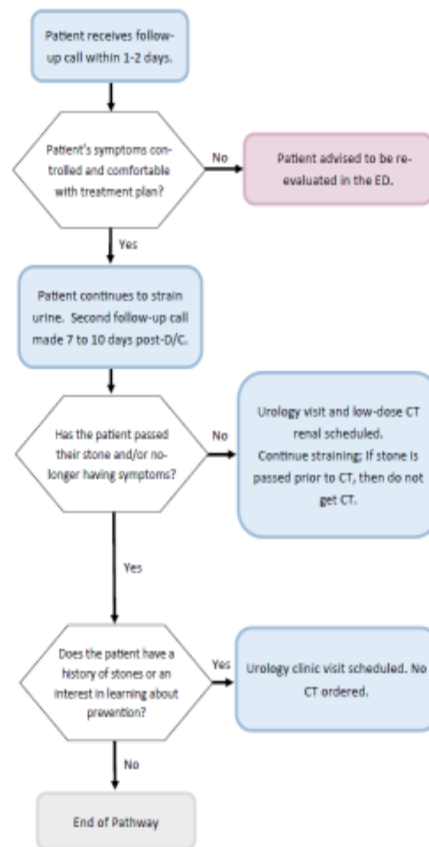 Patient receives follow-
up call within 1-2 days.
Patient's symptoms con-
trolled and comfortable
with treatment plan?
No
Patient advised to be re-
evaluated in the ED.
Yes
Patient continues to strain
urine. Second follow-up call
made 7 to 10 days post-D/C.
Has the patient passed
their stone and/or no-
longer having symptoms?
No
Urology visit and low-dose CT
renal scheduled.
Continue straining; If stone is
passed prior to CT, then do not
get CT.
Yes
Does the patient have a
history of stones or an
interest in learning about
prevention?
Yes
Urology clinic visit scheduled. No
CT ordered.
No
End of Pathway